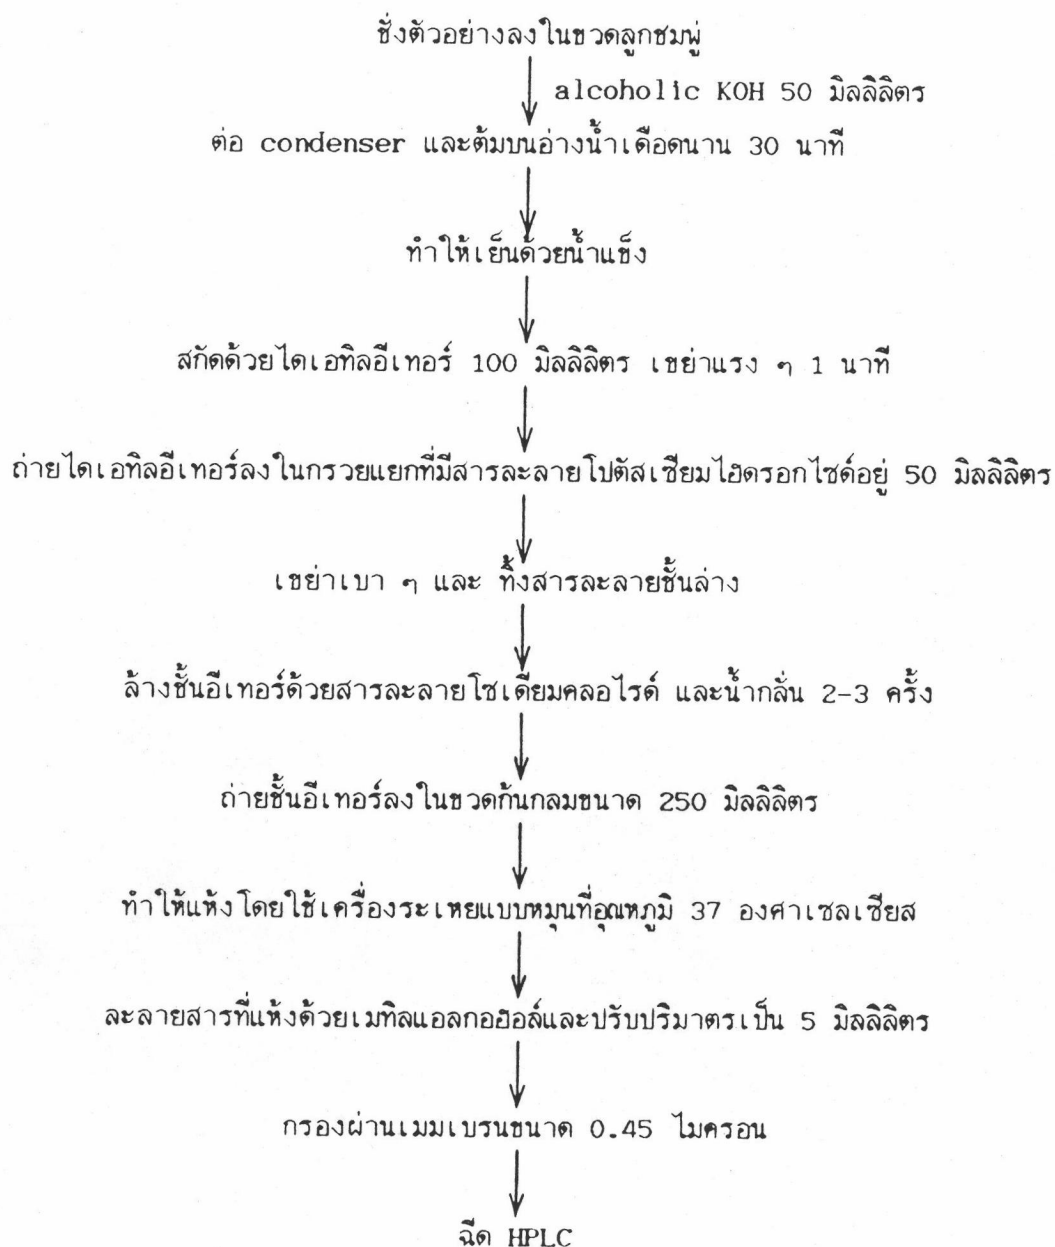 ชั่งตัวอย่างลงในขวดลูกชมพู่
alcoholic KOH 50 มิลลิลิตร
ต่อ condenser และต้มบนอ่างน้ำเดือดนาน 30 นาที
ทำให้เย็นด้วยน้ำแข็ง
สกัดด้วยไดเอทิลอีเทอร์ 100 มิลลิลิตร เขย่าแรง ๆ 1 นาที
ถ่ายไดเอทิลอีเทอร์ลงในกรวยแยกที่มีสารละลายโปตัสเซียมไฮดรอกไซด์อยู่ 50 มิลลิลิตร
เขย่าเบา ๆ และ ทิ้งสารละลายชั้นล่าง
ล้างชั้นอีเทอร์ด้วยสารละลายโซเดียมคลอไรด์ และน้ำกลั่น 2-3 ครั้ง
ถ่ายชั้นอีเทอร์ลงในขวดก้นกลมขนาด 250 มิลลิลิตร
ทำให้แห้งโดยใช้เครื่องระเหยแบบหมุนที่อุณหภูมิ 37 องศาเซลเซียส
ละลายสารที่แห้งด้วยเมทิลแอลกอฮอล์และปรับปริมาตรเป็น 5 มิลลิลิตร
กรองผ่านเมมเบรนขนาด 0.45 ไมครอน
ฉีด HPLC